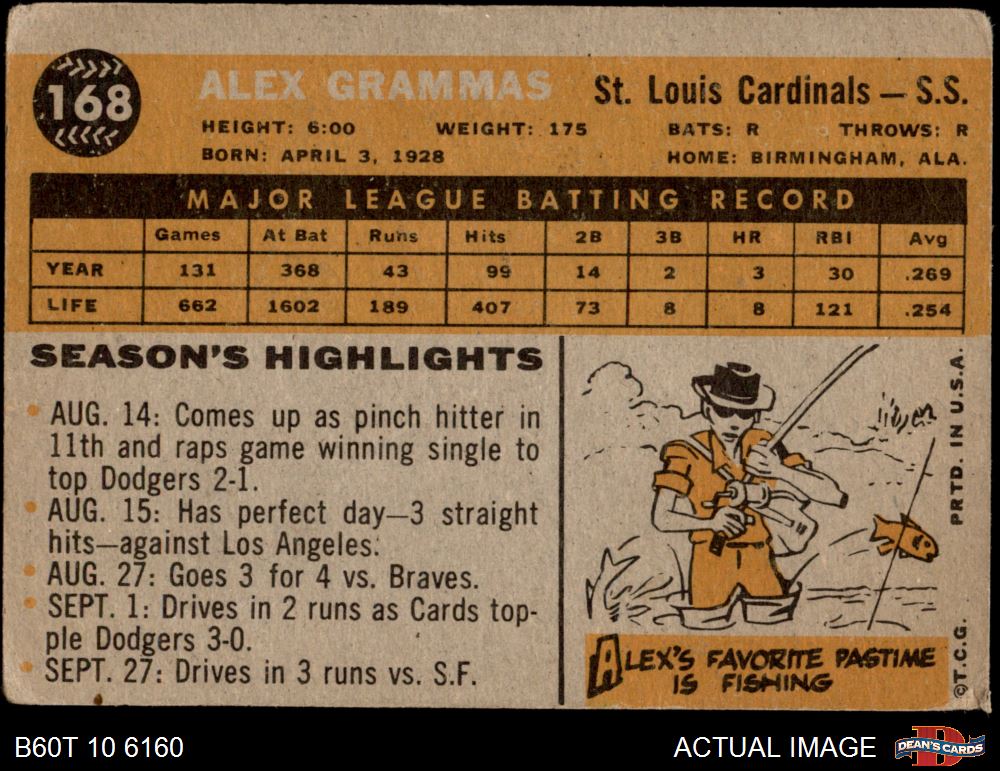 168
ALEX GRAMMAS
St. Louis Cardinals — S.S.
HEIGHT: 6:00 WEIGHT: 175 BATS: R THROWS: R
BORN: APRIL 3, 1928 HOME: BIRMINGHAM, ALA.
MAJOR LEAGUE BATTING RECORD
Games At Bat Runs Hits 2B 3B HR RBI Avg
YEAR 131 368 43 99 14 2 3 30 .269
LIFE 662 1602 189 407 73 8 8 121 .254
SEASON'S HIGHLIGHTS
AUG. 14: Comes up as pinch hitter in
11th and raps game winning single to
top Dodgers 2-1.
AUG. 15: Has perfect day—3 straight
hits—against Los Angeles.
AUG. 27: Goes 3 for 4 vs. Braves.
SEPT. 1: Drives in 2 runs as Cards top-
ple Dodgers 3-0.
SEPT. 27: Drives in 3 runs vs. S.F.
ALEX'S FAVORITE PASTIME
IS FISHING
©T.C.G. PRTD. IN U.S.A.
B60T 10 6160
ACTUAL IMAGE
DEAN'S CARDS